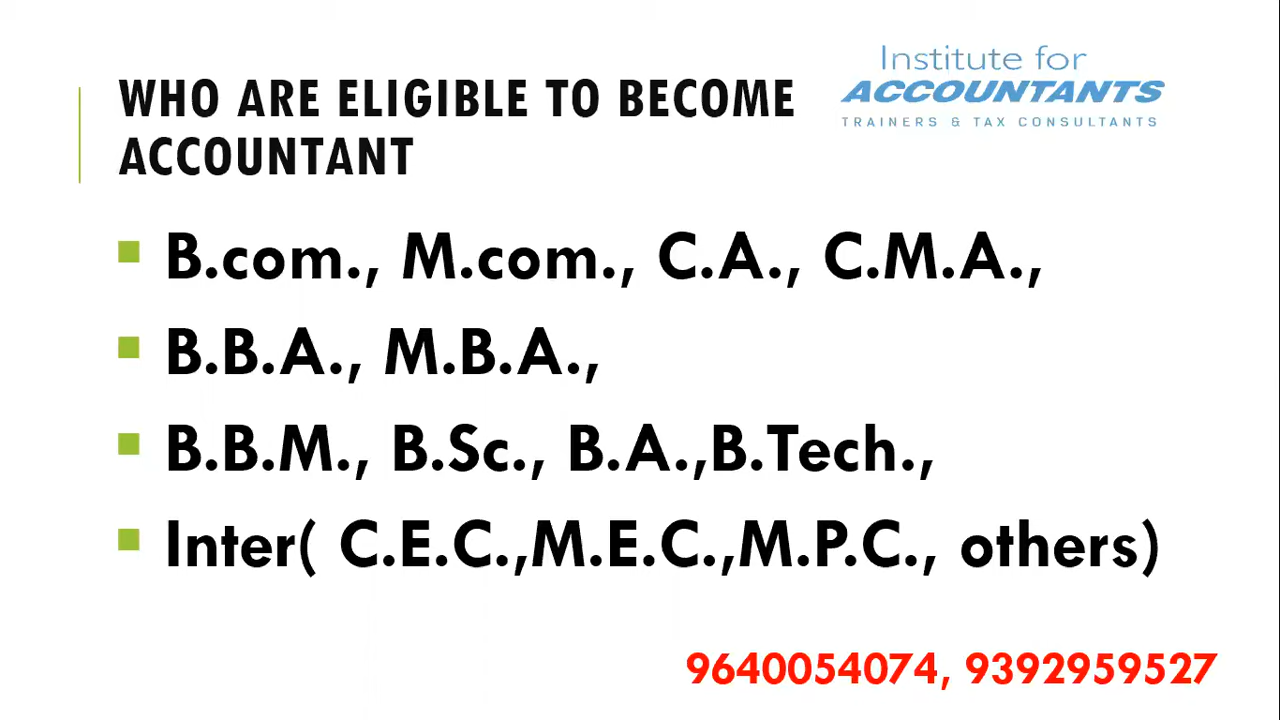 Institute for
ACCOUNTANTS
TRAINERS & TAX CONSULTANTS
WHO ARE ELIGIBLE TO BECOME
ACCOUNTANT
B.com., M.com., C.A., C.M.A.,
B.B.A., M.B.A.,
B.B.M., B.Sc., B.A.,B.Tech.,
Inter( C.E.C.,M.E.C.,M.P.C., others)
9640054074, 9392959527